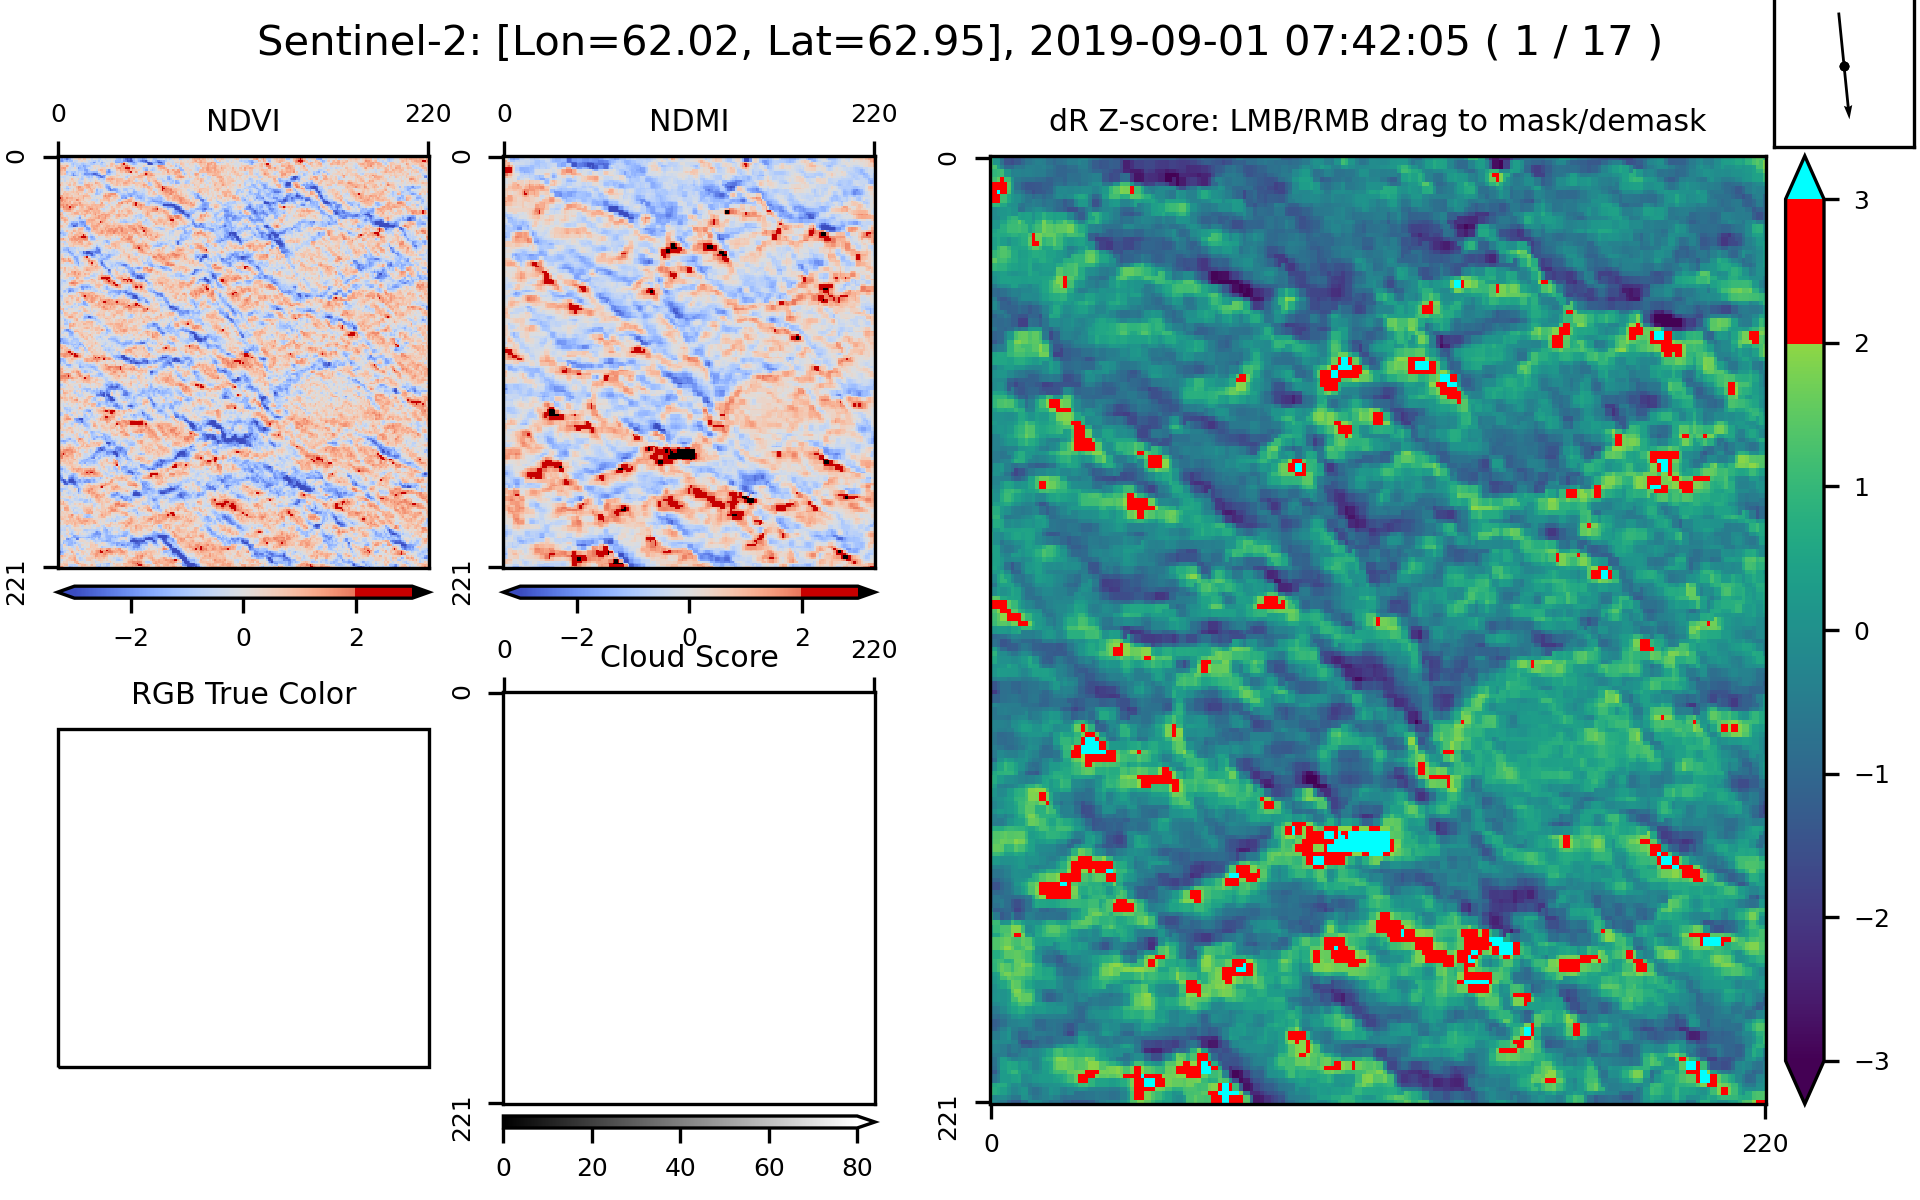 Sentinel-2: [Lon=62.02, Lat=62.95], 2019-09-01 07:42:05 ( 1 / 17 )
0 NDVI 220
0
221
−2 0 2
0 NDMI 220
0
221
−2 0 2
dR Z-score: LMB/RMB drag to mask/demask
0
221
0 220
3
2
1
0
−1
−2
−3
RGB True Color
0 Cloud Score 220
0
221
0 20 40 60 80